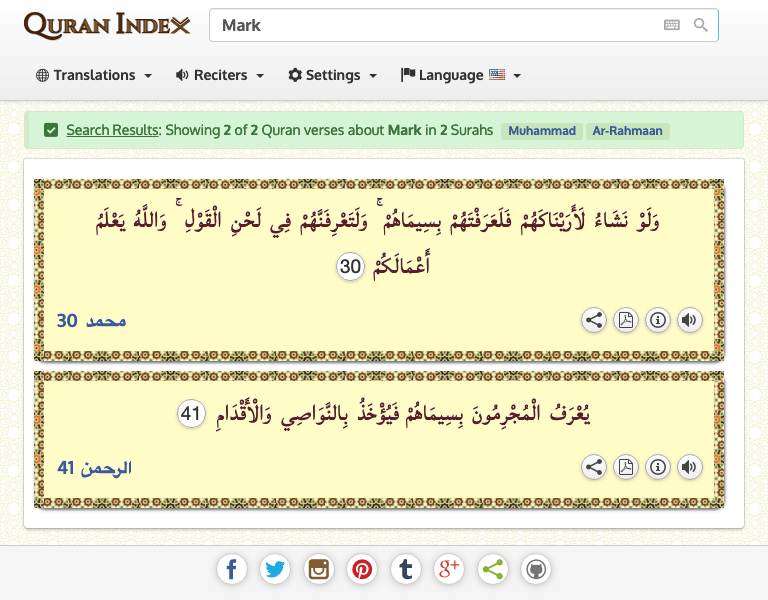 QURAN INDEX
Mark
Translations
Reciters
Settings
Language
Search Results: Showing 2 of 2 Quran verses about Mark in 2 Surahs Muhammad Ar-Rahmaan
وَلَوْ نَشَاءُ لَأَرَيْنَاكَهُمْ فَلَعَرَفْتَهُمْ بِسِيمَاهُمْ ۚ وَلَتَعْرِفَنَّهُمْ فِي لَحْنِ الْقَوْلِ ۚ وَاللَّهُ يَعْلَمُ
أَعْمَالَكُمْ 30
محمد 30
يُعْرَفُ الْمُجْرِمُونَ بِسِيمَاهُمْ فَيُؤْخَذُ بِالنَّوَاصِي وَالْأَقْدَامِ 41
الرحمن 41